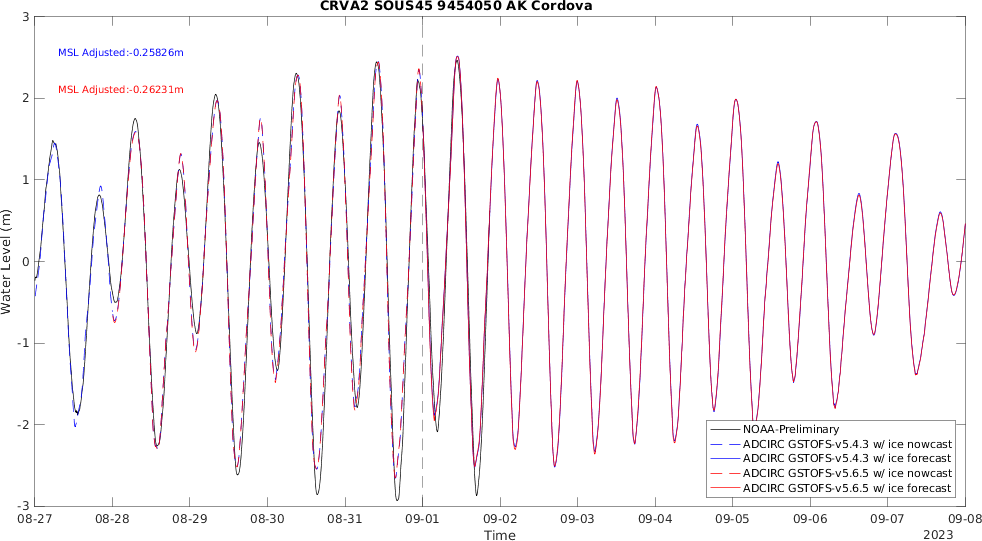 CRVA2 SOUS45 9454050 AK Cordova
3
MSL Adjusted:-0.25826m
MSL Adjusted:-0.26231m
2
1
0
-1
-2
-3
Water Level (m)
NOAA-Preliminary
ADCIRC GSTOFS-v5.4.3 w/ ice nowcast
ADCIRC GSTOFS-v5.4.3 w/ ice forecast
ADCIRC GSTOFS-v5.6.5 w/ ice nowcast
ADCIRC GSTOFS-v5.6.5 w/ ice forecast
08-27 08-28 08-29 08-30 08-31 09-01 09-02 09-03 09-04 09-05 09-06 09-07 09-08
Time
2023